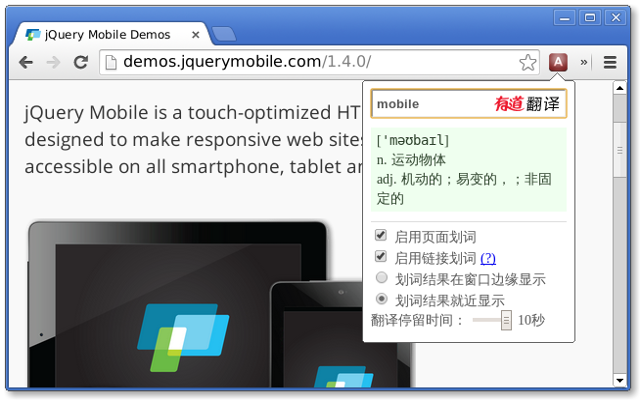 jQuery Mobile Demos
demos.jquerymobile.com/1.4.0/
A
»
jQuery Mobile is a touch-optimized HT
designed to make responsive web sites
accessible on all smartphone, tablet an
mobile 有道 翻译
['məʊbaɪl]
n. 运动物体
adj. 机动的；易变的，；非固
定的
启用页面划词
启用链接划词 (?)
划词结果在窗口边缘显示
划词结果就近显示
翻译停留时间： 10秒